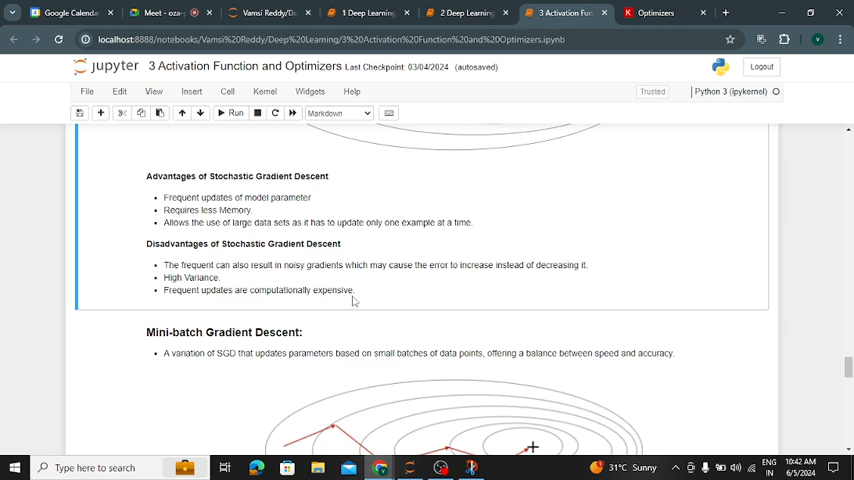 Google Calendar
Meet - oza-
Vamsi Reddy/De
1 Deep Learning
2 Deep Learning
3 Activation Fun
Optimizers
localhost:8888/notebooks/Vamsi%20Reddy/Deep%20Learning/3%20Activation%20Function%20and%20Optimizers.ipynb
jupyter 3 Activation Function and Optimizers Last Checkpoint: 03/04/2024 (autosaved)
Logout
File Edit View Insert Cell Kernel Widgets Help
Trusted Python 3 (ipykernel)
Run Markdown
Advantages of Stochastic Gradient Descent
Frequent updates of model parameter
Requires less Memory.
Allows the use of large data sets as it has to update only one example at a time.
Disadvantages of Stochastic Gradient Descent
The frequent can also result in noisy gradients which may cause the error to increase instead of decreasing it.
High Variance.
Frequent updates are computationally expensive.
Mini-batch Gradient Descent:
A variation of SGD that updates parameters based on small batches of data points, offering a balance between speed and accuracy.
Type here to search
31°C Sunny
ENG
IN
10:42 AM
6/5/2024